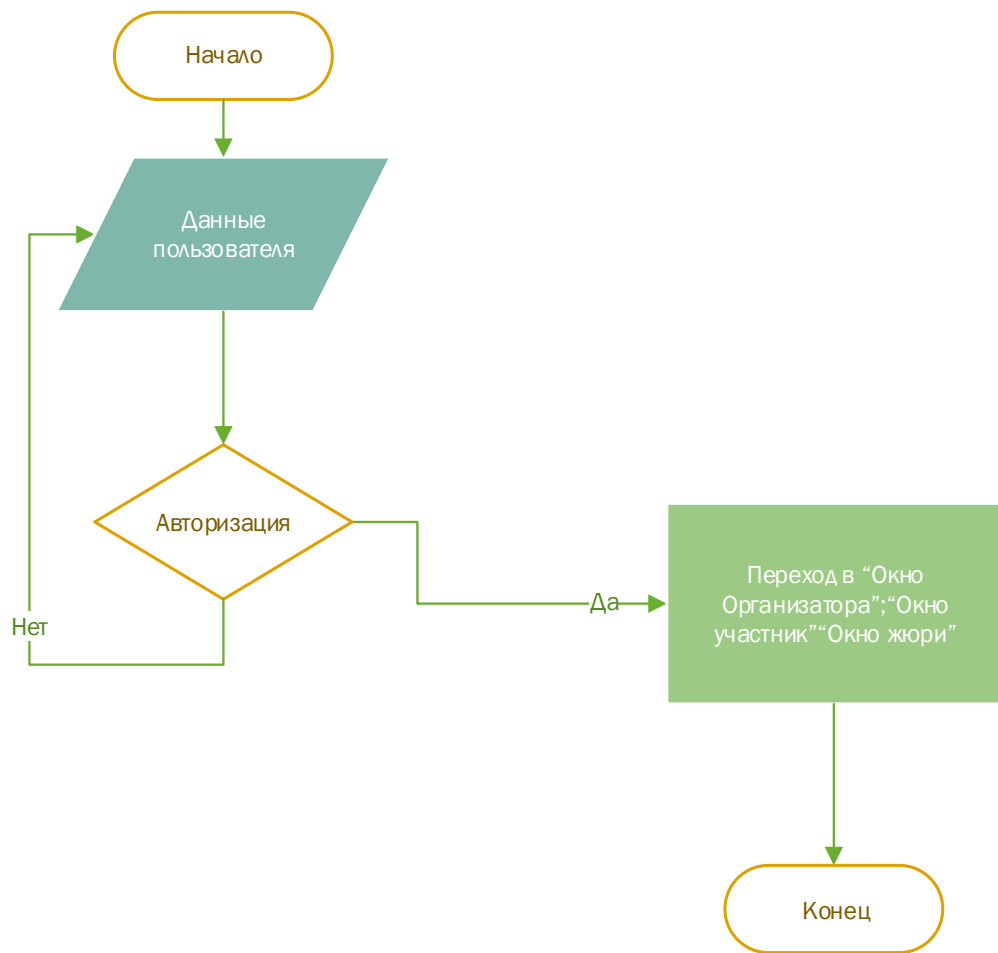 Начало
Данные
пользователя
Авторизация
Нет
Да
Переход в “Окно
Организатора”;“Окно
участник”“Окно жюри”
Конец